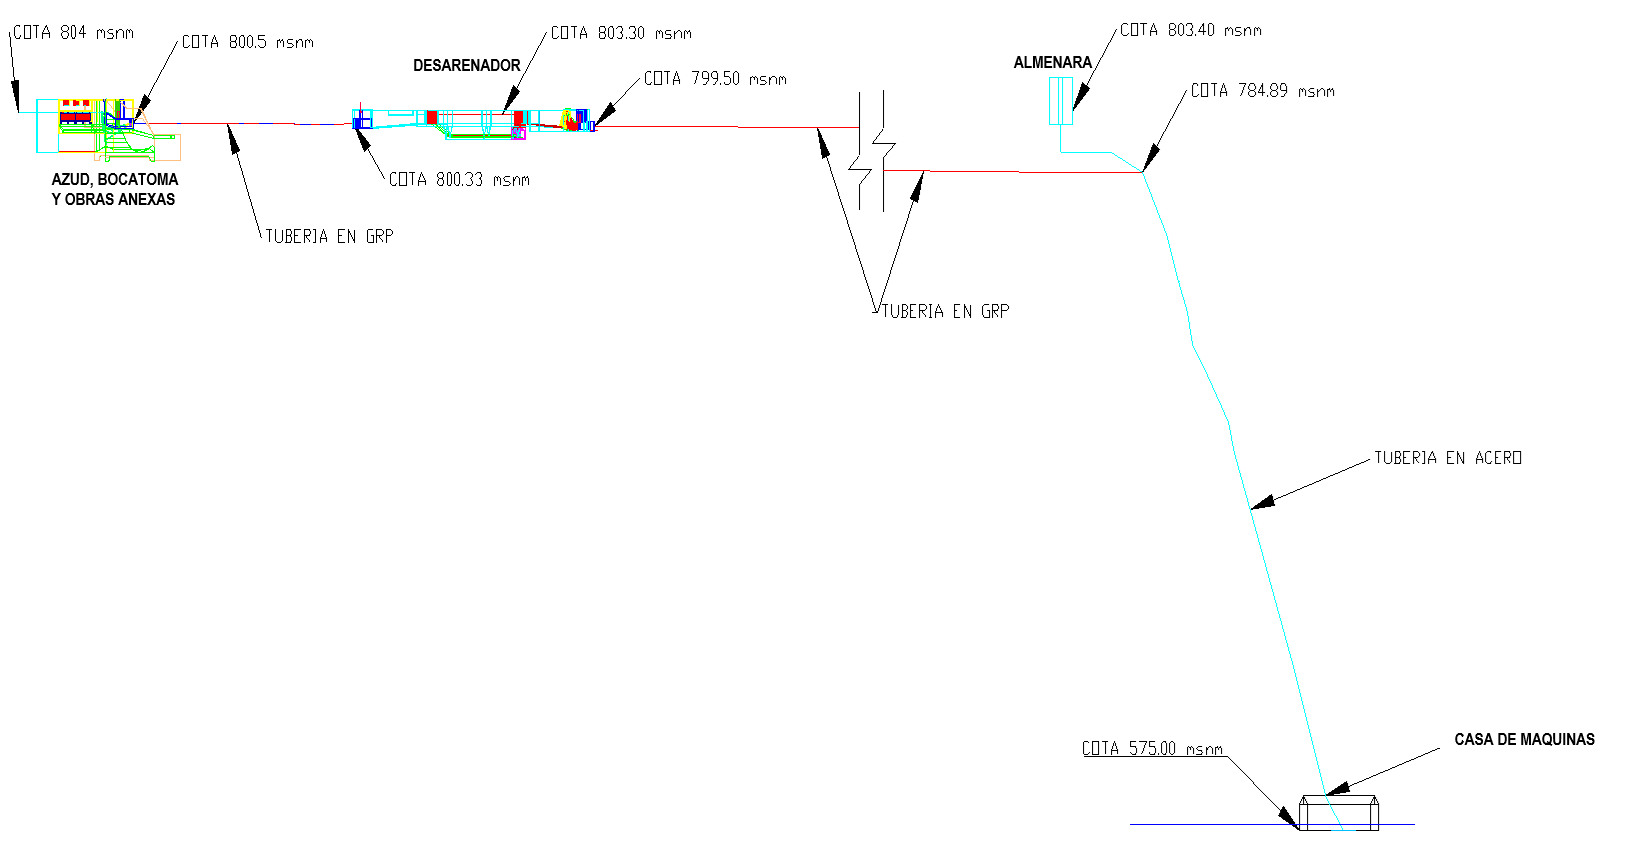 COTA 804 msnm
COTA 800.5 msnm
DESARENADOR
COTA 803.30 msnm
COTA 799.50 msnm
ALMENARA
COTA 803.40 msnm
COTA 784.89 msnm
AZUD, BOCATOMA
Y OBRAS ANEXAS
COTA 800.33 msnm
TUBERIA EN GRP
TUBERIA EN GRP
TUBERIA EN ACERO
COTA 575.00 msnm
CASA DE MAQUINAS